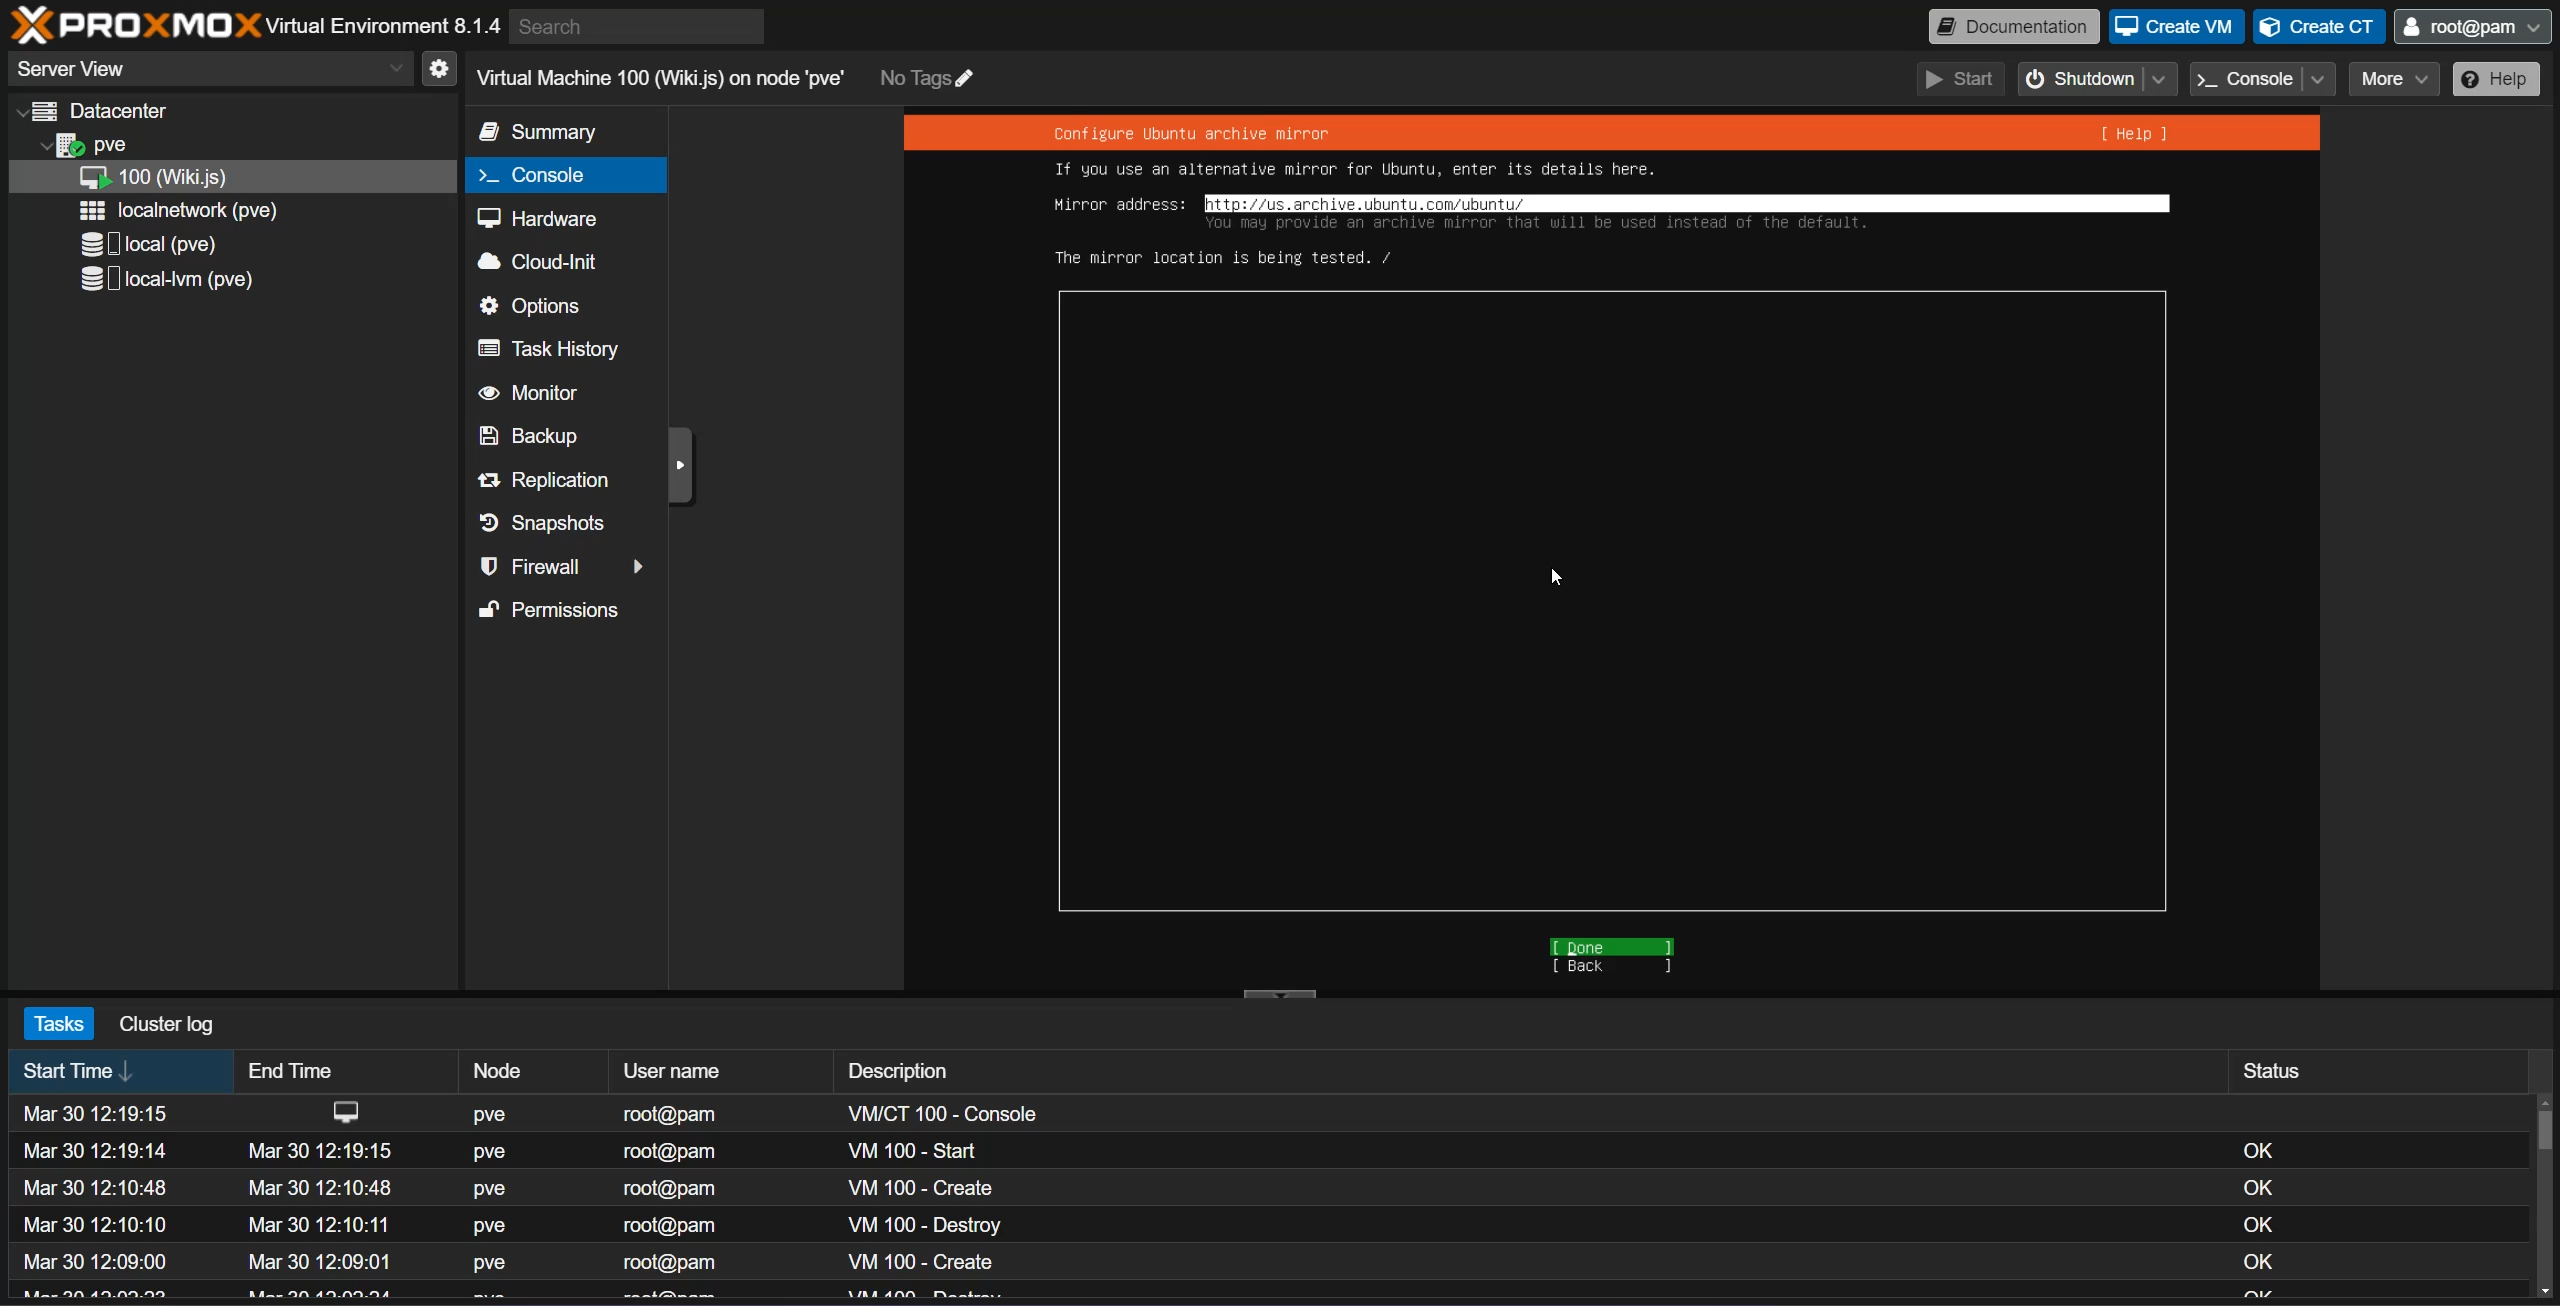 PROXMOX Virtual Environment 8.1.4 Search Documentation Create VM Create CT root@pam
Server View
Virtual Machine 100 (Wiki.js) on node 'pve' No Tags Start Shutdown Console More Help
Datacenter
pve
100 (Wiki.js)
localnetwork (pve)
local (pve)
local-lvm (pve)
Summary
Console
Hardware
Cloud-Init
Options
Task History
Monitor
Backup
Replication
Snapshots
Firewall
Permissions
Configure Ubuntu archive mirror [ Help ]
If you use an alternative mirror for Ubuntu, enter its details here.
Mirror address: http://us.archive.ubuntu.com/ubuntu/
You may provide an archive mirror that will be used instead of the default.
The mirror location is being tested. /
[ Done ]
[ Back ]
Tasks Cluster log
Start Time End Time Node User name Description Status
Mar 30 12:19:15 pve root@pam VM/CT 100 - Console
Mar 30 12:19:14 Mar 30 12:19:15 pve root@pam VM 100 - Start OK
Mar 30 12:10:48 Mar 30 12:10:48 pve root@pam VM 100 - Create OK
Mar 30 12:10:10 Mar 30 12:10:11 pve root@pam VM 100 - Destroy OK
Mar 30 12:09:00 Mar 30 12:09:01 pve root@pam VM 100 - Create OK